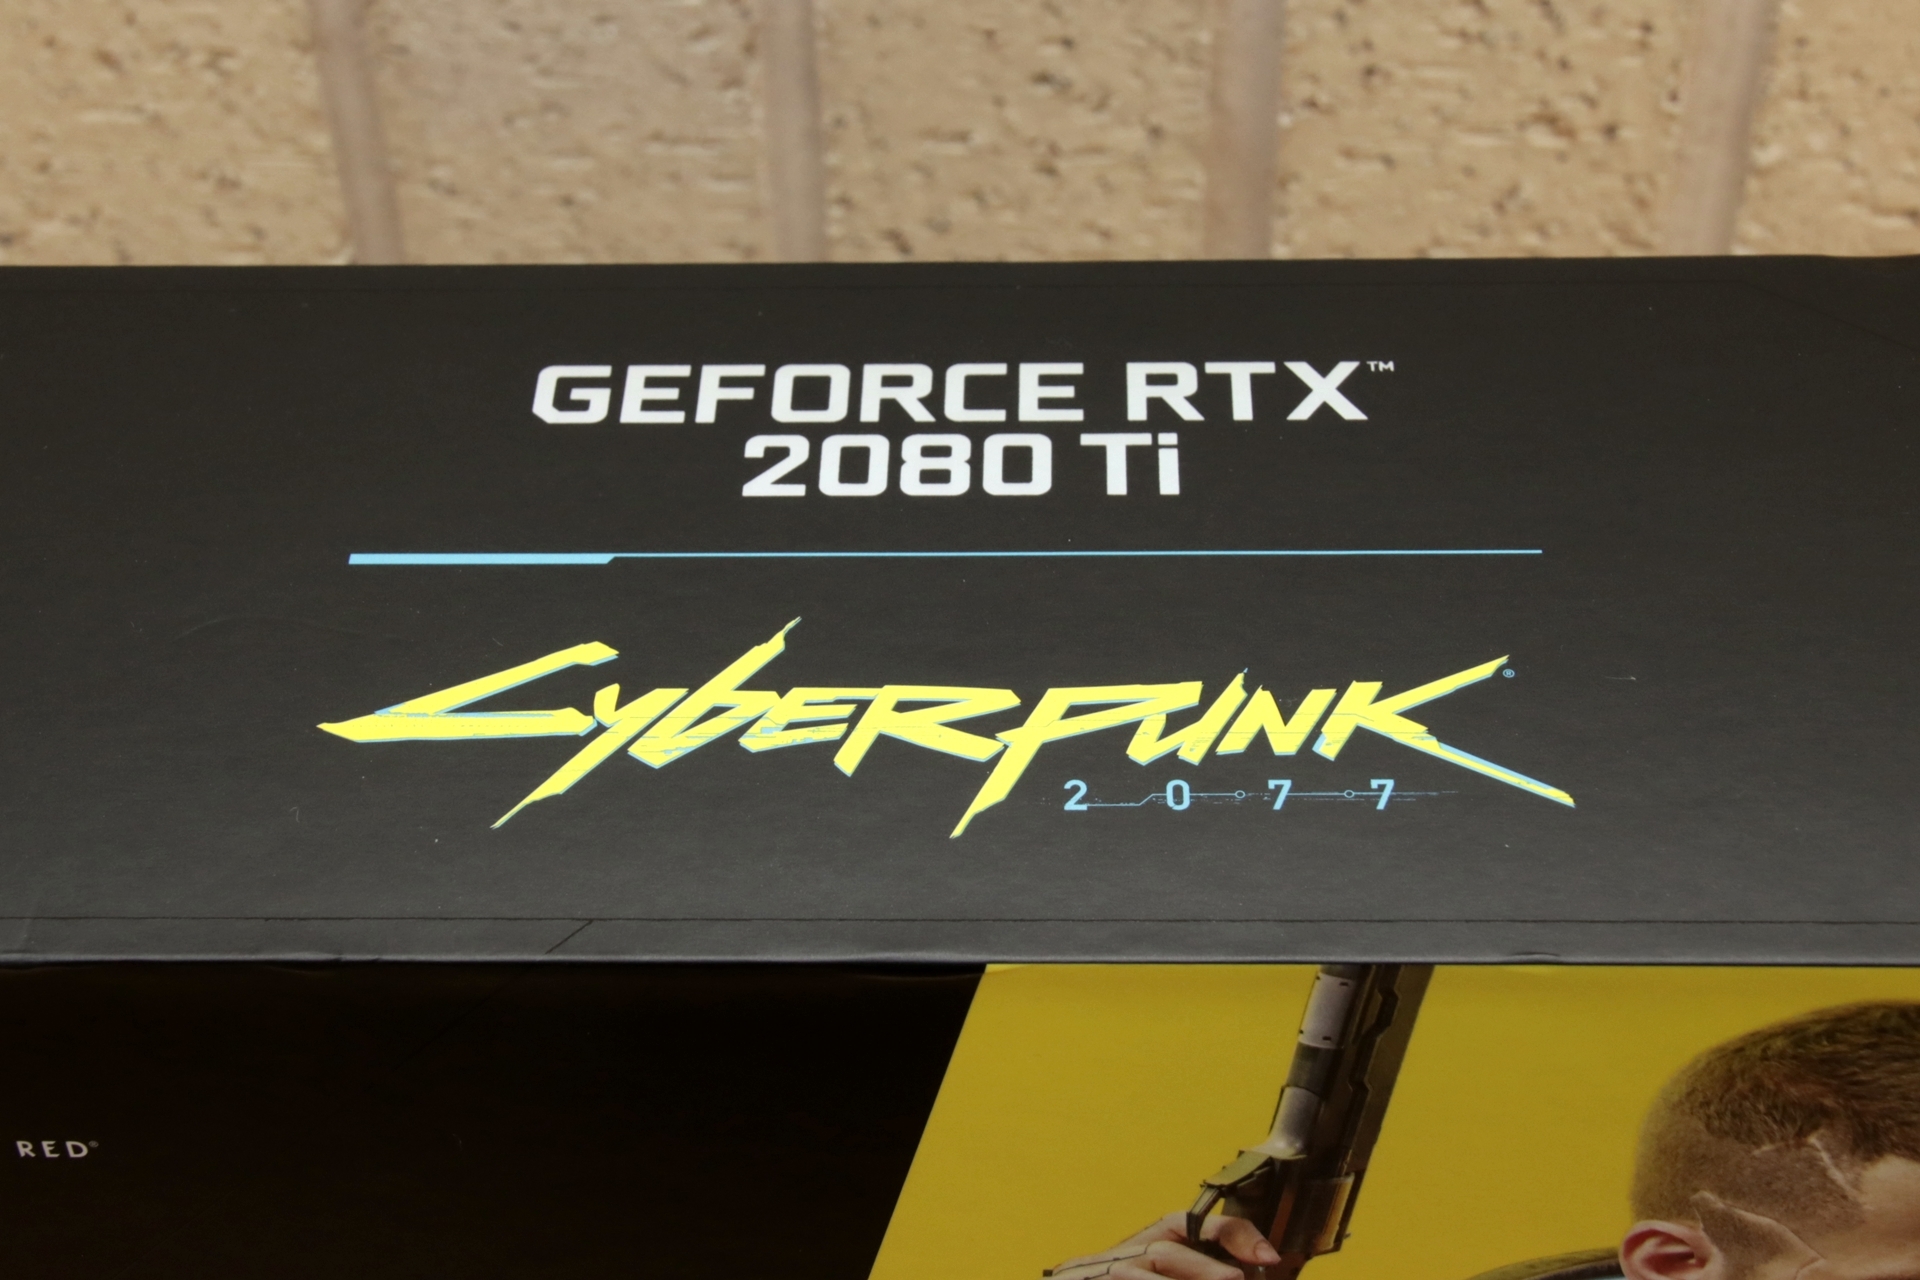 GEFORCE RTX™
2080 Ti
Cyberpunk®
2077
RED®